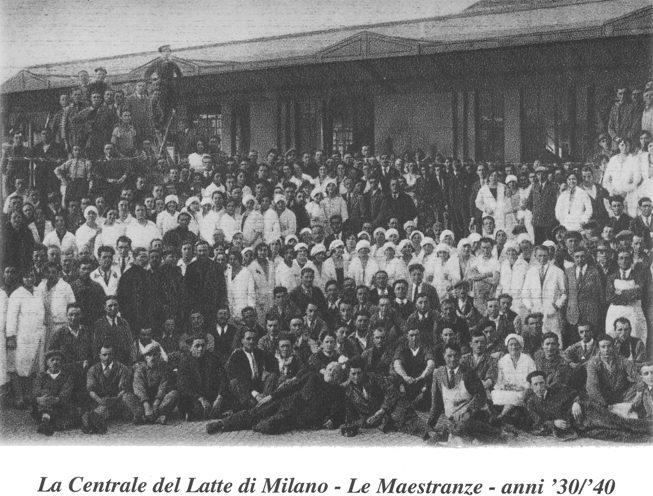 La Centrale del Latte di Milano - Le Maestranze - anni '30/'40